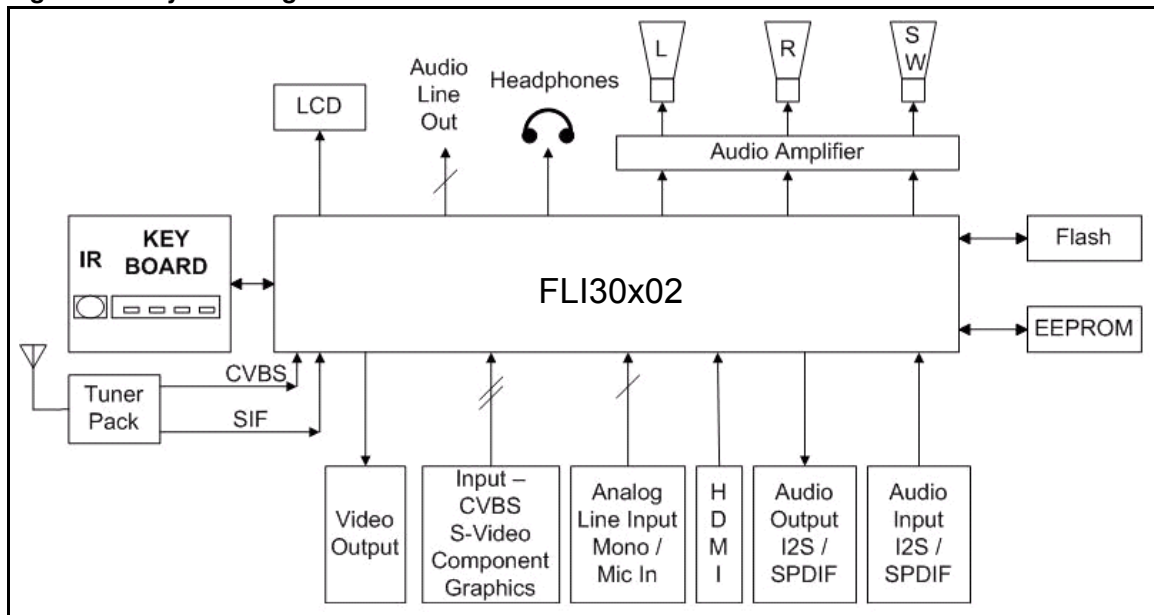 L
R
S
W
Audio
Line
Out
Headphones
LCD
Audio Amplifier
IR
KEY
BOARD
FLI30x02
Flash
EEPROM
Tuner
Pack
CVBS
SIF
Video
Output
Input –
CVBS
S-Video
Component
Graphics
Analog
Line Input
Mono /
Mic In
H
D
M
I
Audio
Output
I2S /
SPDIF
Audio
Input
I2S /
SPDIF